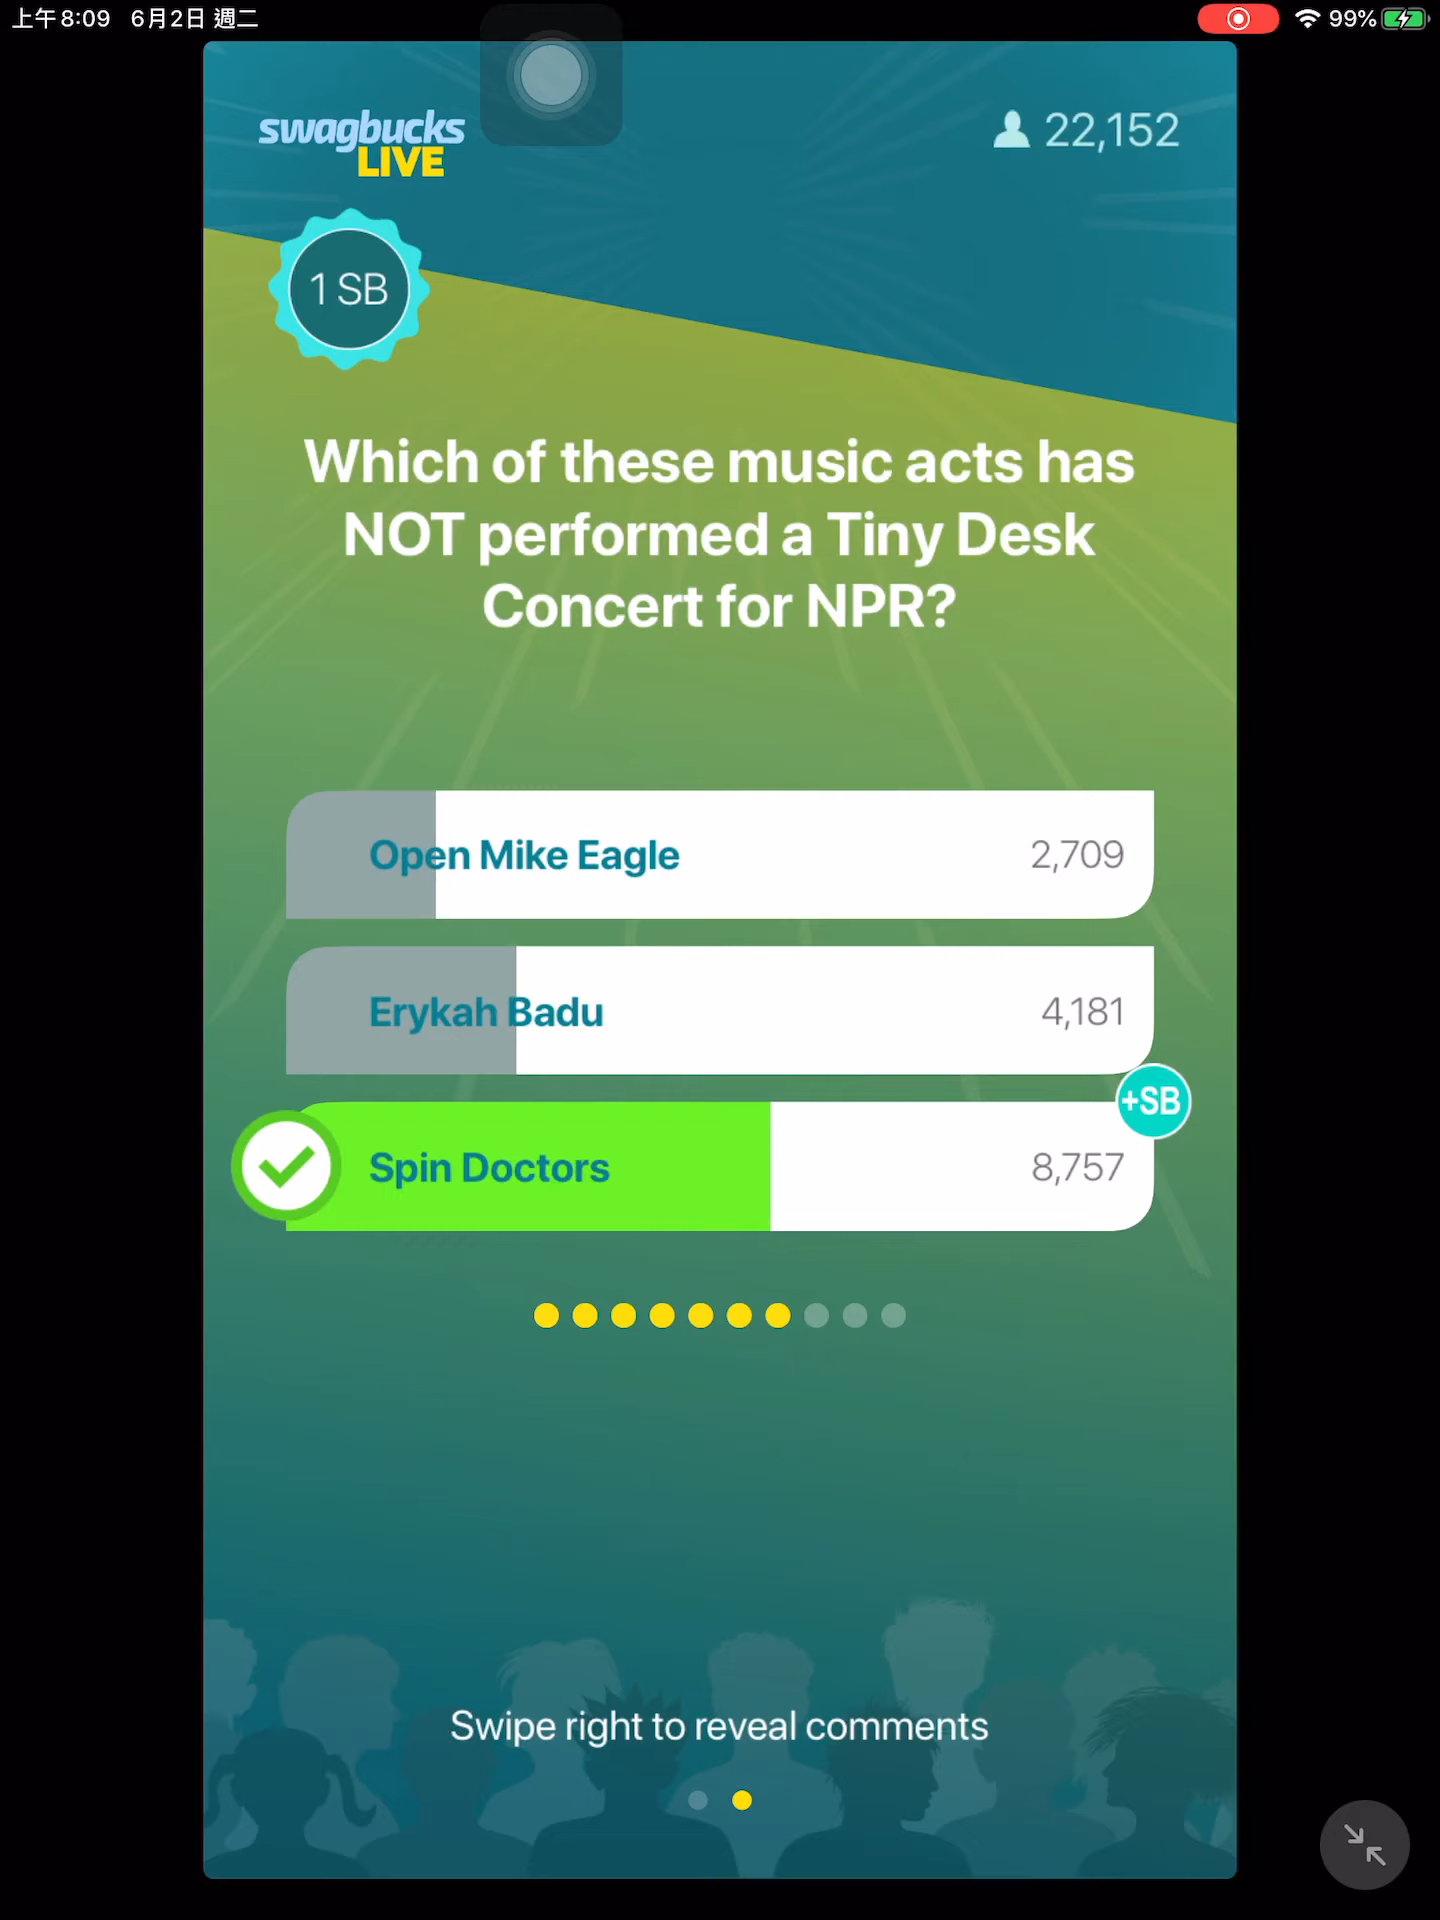 上午8:09 6月2日 週二
99%
swagbucks
LIVE
22,152
1 SB
Which of these music acts has
NOT performed a Tiny Desk
Concert for NPR?
Open Mike Eagle 2,709
Erykah Badu 4,181
+SB
Spin Doctors 8,757
Swipe right to reveal comments